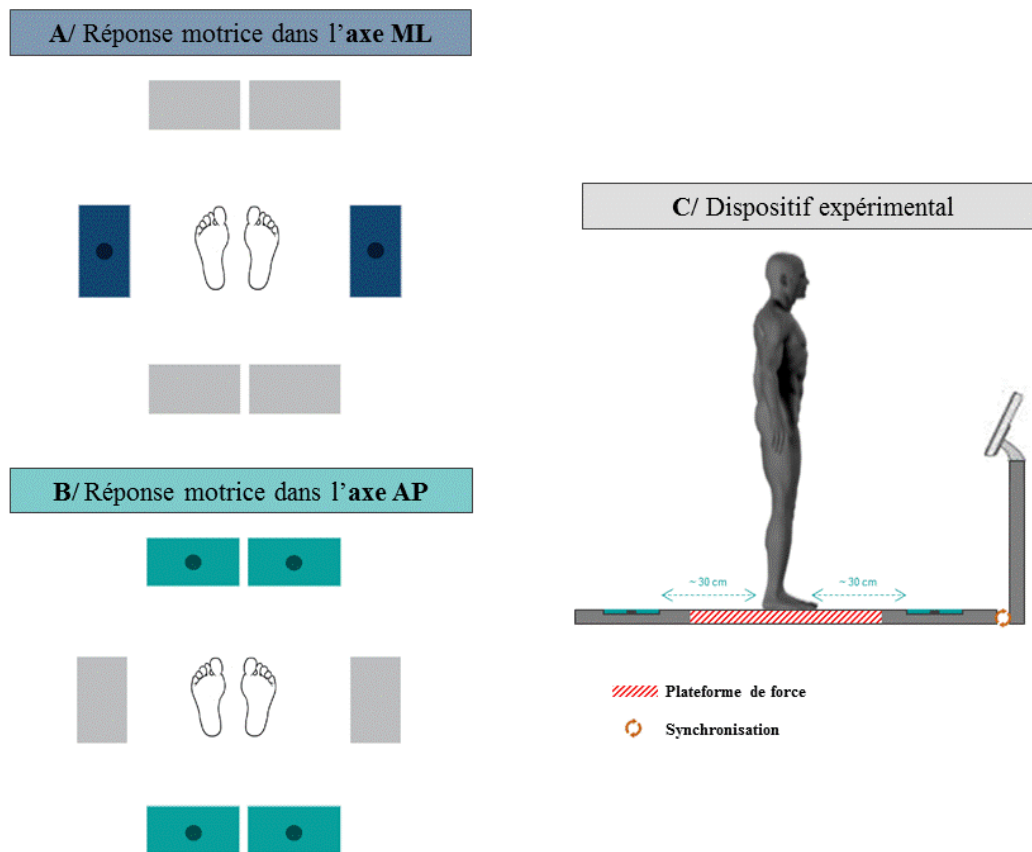 A/ Réponse motrice dans l'axe ML
B/ Réponse motrice dans l'axe AP
C/ Dispositif expérimental
~ 30 cm
~ 30 cm
Plateforme de force
Synchronisation